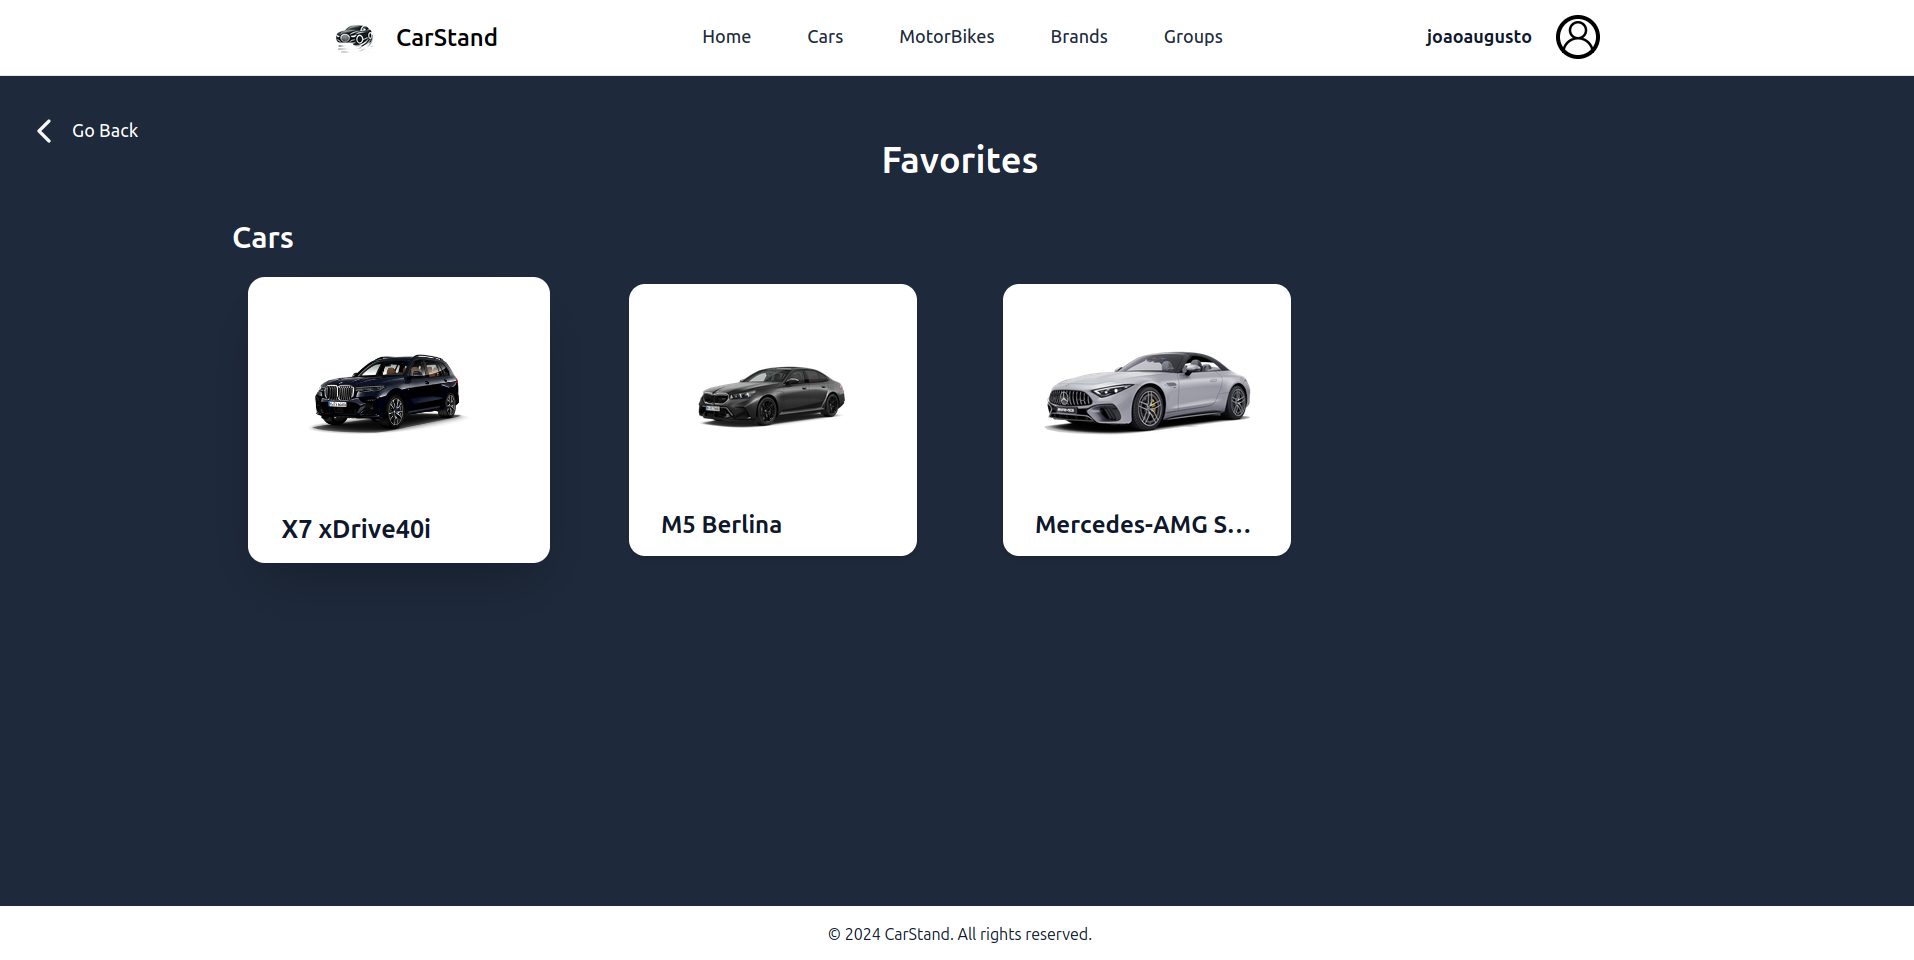 CarStand
Home
Cars
MotorBikes
Brands
Groups
joaoaugusto
Go Back
Favorites
Cars
X7 xDrive40i
M5 Berlina
Mercedes-AMG S...
© 2024 CarStand. All rights reserved.